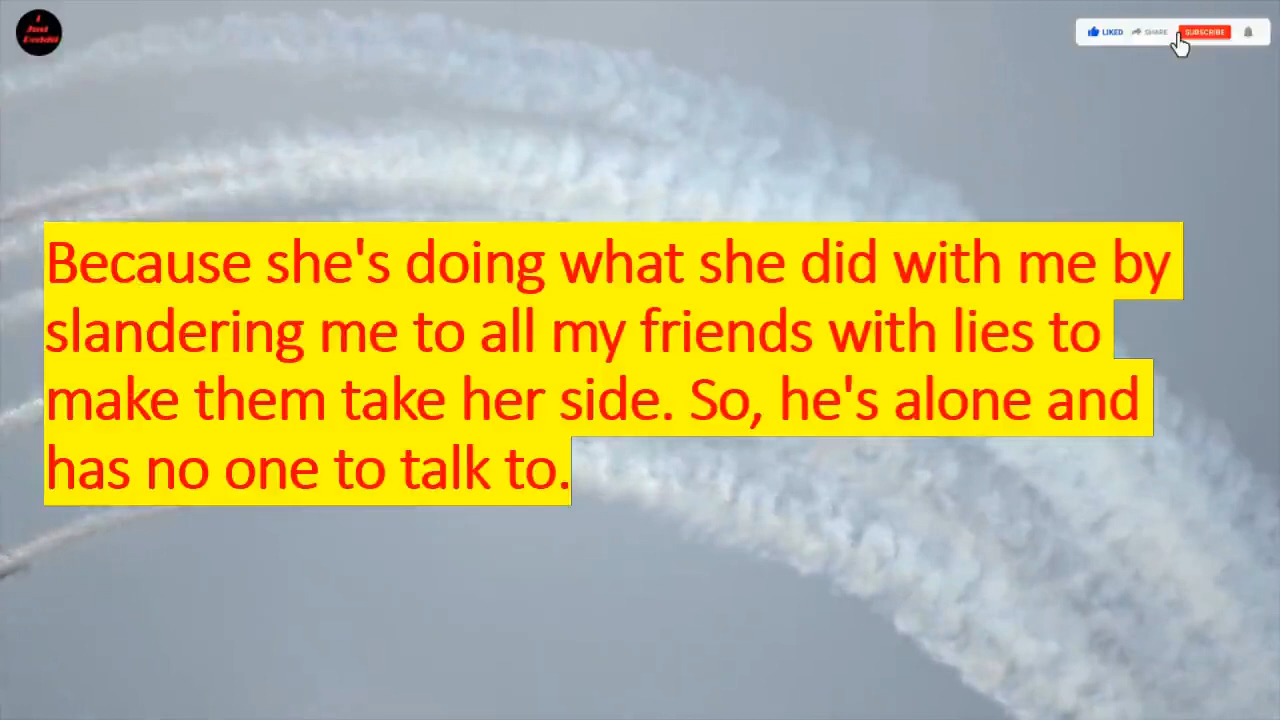 I
Just
LIKED SHARE SUBSCRIBE
Because she's doing what she did with me by
slandering me to all my friends with lies to
make them take her side. So, he's alone and
has no one to talk to.